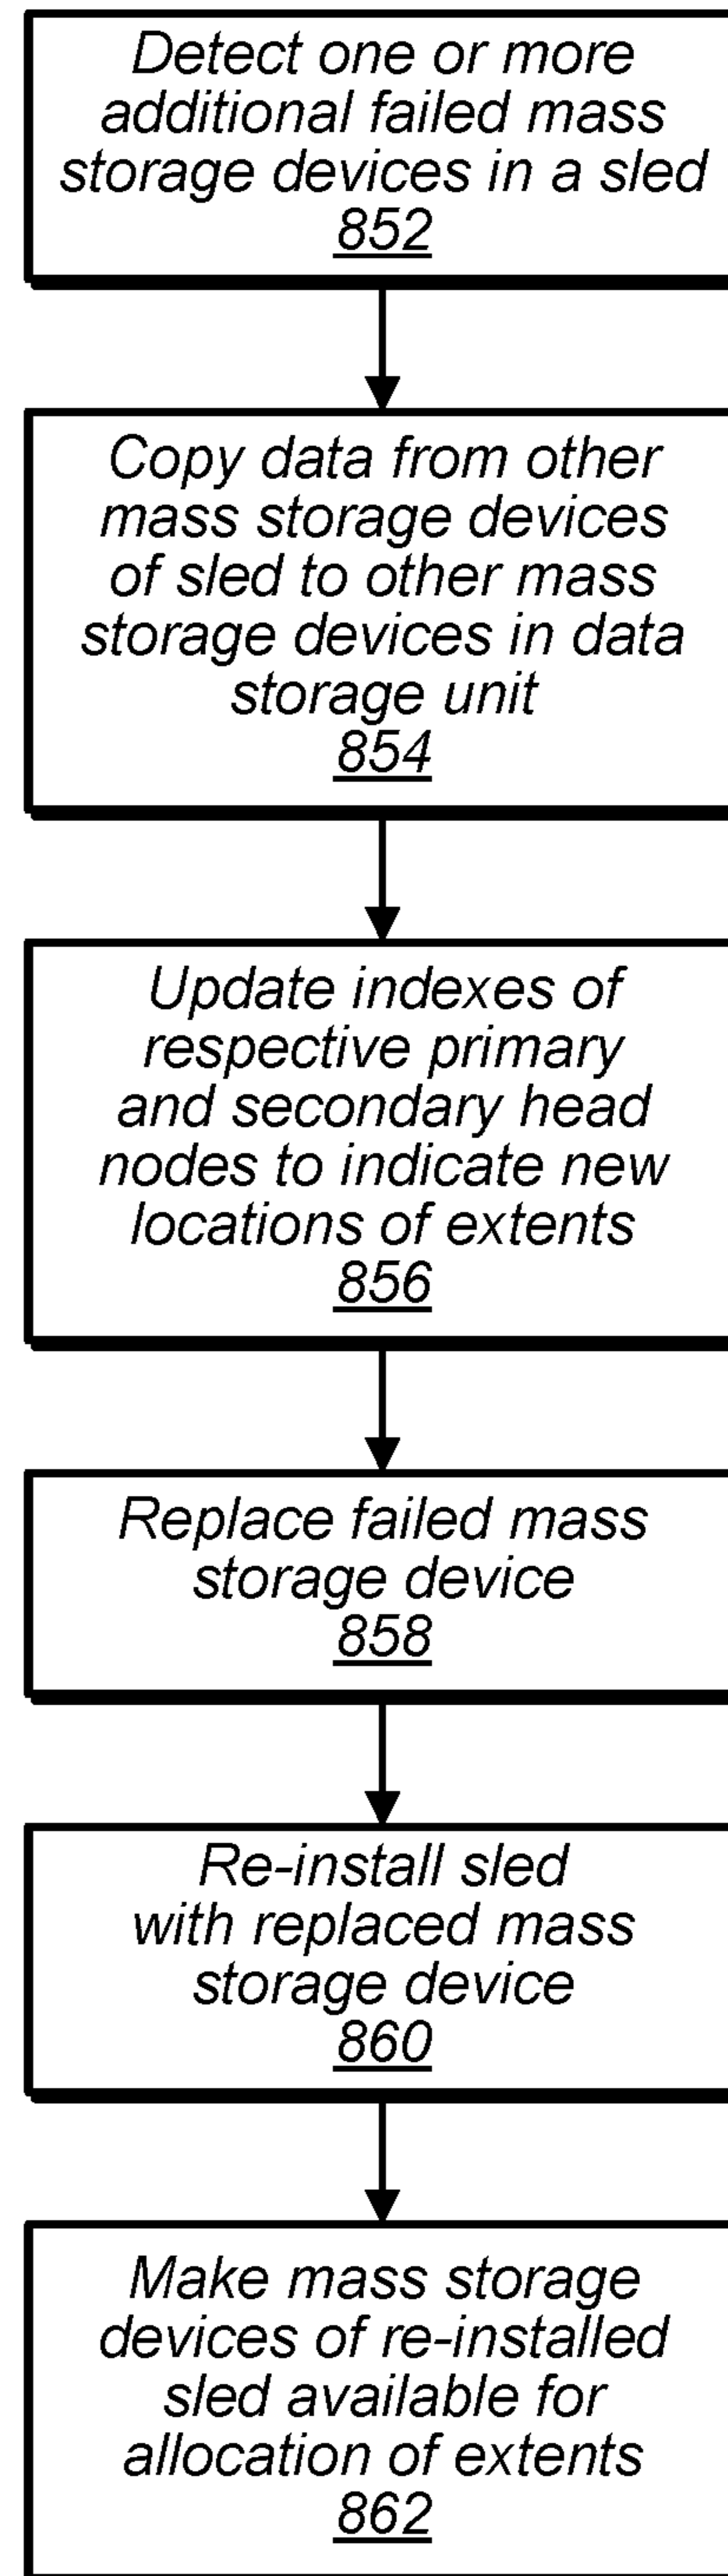 Detect one or more
additional failed mass
storage devices in a sled
852
Copy data from other
mass storage devices
of sled to other mass
storage devices in data
storage unit
854
Update indexes of
respective primary
and secondary head
nodes to indicate new
locations of extents
856
Replace failed mass
storage device
858
Re-install sled
with replaced mass
storage device
860
Make mass storage
devices of re-installed
sled available for
allocation of extents
862